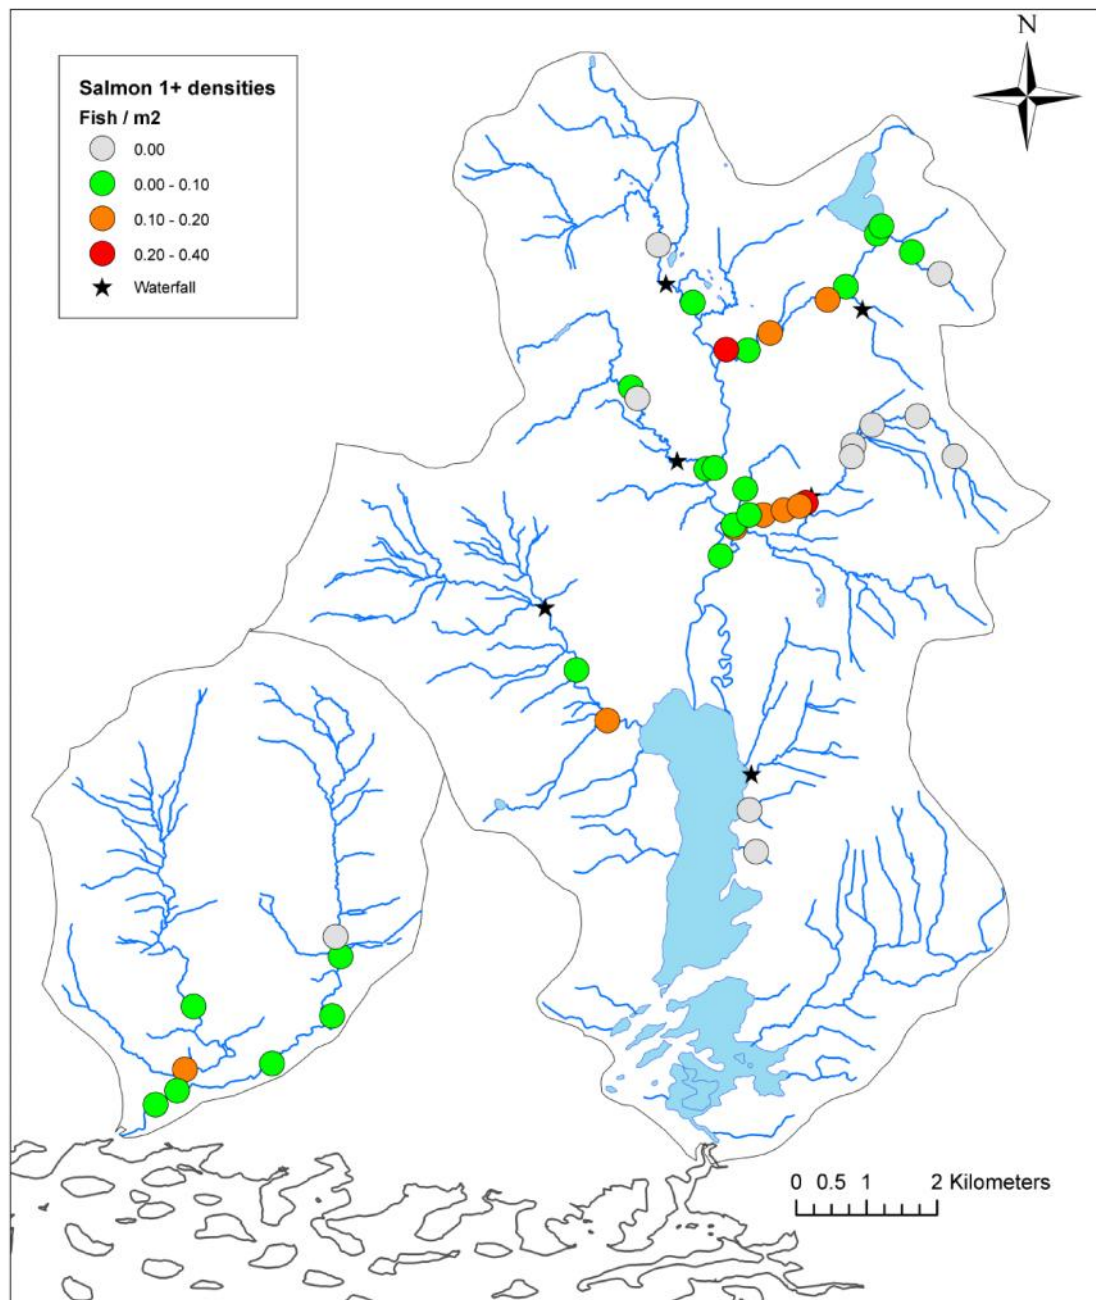 N
Salmon 1+ densities
Fish / m2
0.00
0.00 - 0.10
0.10 - 0.20
0.20 - 0.40
Waterfall
0 0.5 1 2 Kilometers